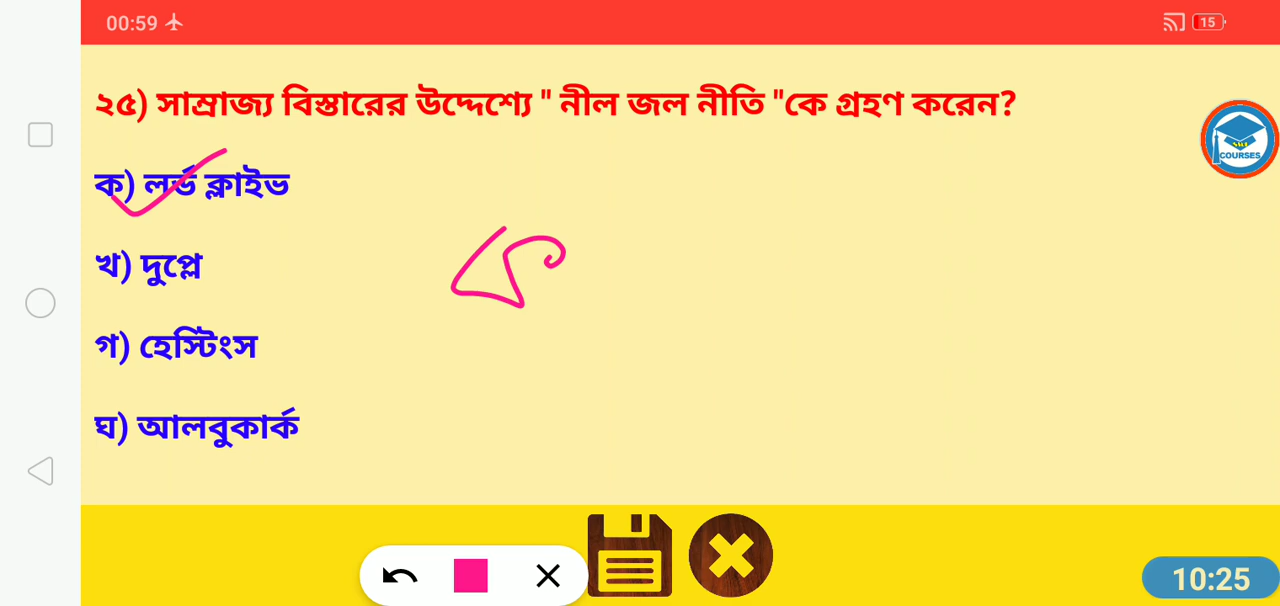 00:59
15
২৫) সাম্রাজ্য বিস্তারের উদ্দেশ্যে " নীল জল নীতি "কে গ্রহণ করেন?
ক) লর্ড ক্লাইভ
খ) দুপ্লে
গ) হেস্টিংস
ঘ) আলবুকার্ক
COURSES
10:25